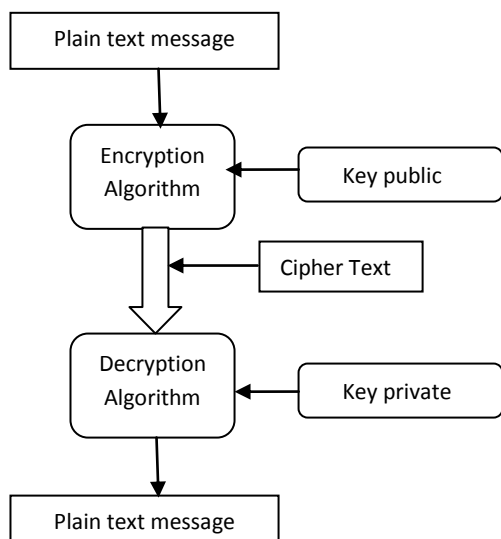 Plain text message
Encryption
Algorithm
Key public
Cipher Text
Decryption
Algorithm
Key private
Plain text message